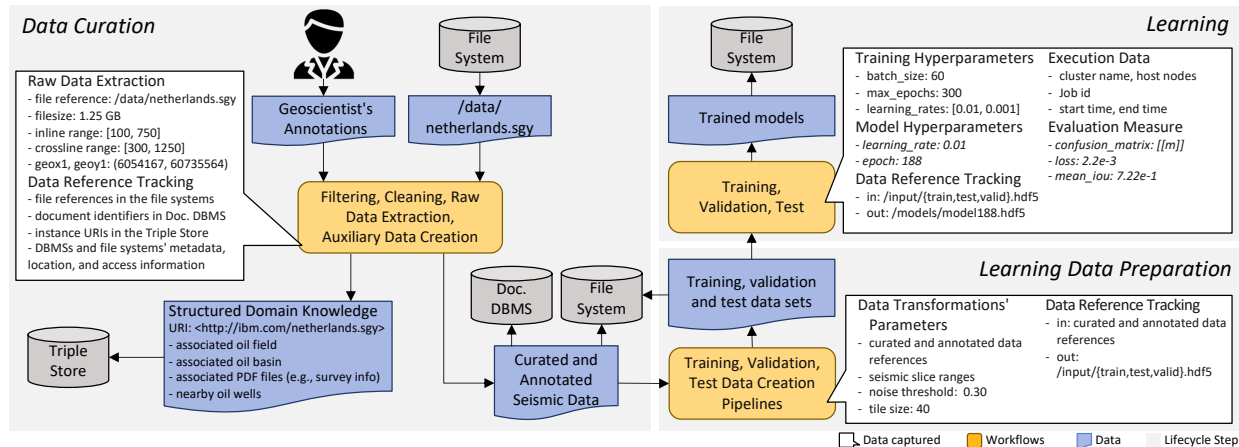 Data Curation
Raw Data Extraction
- file reference: /data/netherlands.sgy
- filesize: 1.25 GB
- inline range: [100, 750]
- crossline range: [300, 1250]
- geox1, geoy1: (6054167, 60735564)
Data Reference Tracking
- file references in the file systems
- document identifiers in Doc. DBMS
- instance URIs in the Triple Store
- DBMSs and file systems' metadata,
location, and access information
Geoscientist's
Annotations
File
System
/data/
netherlands.sgy
Filtering, Cleaning, Raw
Data Extraction,
Auxiliary Data Creation
Structured Domain Knowledge
URI: <http://ibm.com/netherlands.sgy>
- associated oil field
- associated oil basin
- associated PDF files (e.g., survey info)
- nearby oil wells
Triple
Store
Doc.
DBMS
File
System
Curated and
Annotated
Seismic Data
Learning
File
System
Trained models
Training,
Validation, Test
Training Hyperparameters
- batch_size: 60
- max_epochs: 300
- learning_rates: [0.01, 0.001]
Model Hyperparameters
- learning_rate: 0.01
- epoch: 188
Data Reference Tracking
- in: /input/{train,test,valid}.hdf5
- out: /models/model188.hdf5
Execution Data
- cluster name, host nodes
- Job id
- start time, end time
Evaluation Measure
- confusion_matrix: [[m]]
- loss: 2.2e-3
- mean_iou: 7.22e-1
Learning Data Preparation
Training, validation
and test data sets
Training, Validation,
Test Data Creation
Pipelines
Data Transformations'
Parameters
- curated and annotated data
references
- seismic slice ranges
- noise threshold: 0.30
- tile size: 40
Data Reference Tracking
- in: curated and annotated data
references
- out:
/input/{train,test,valid}.hdf5
Data captured
Workflows
Data
Lifecycle Step